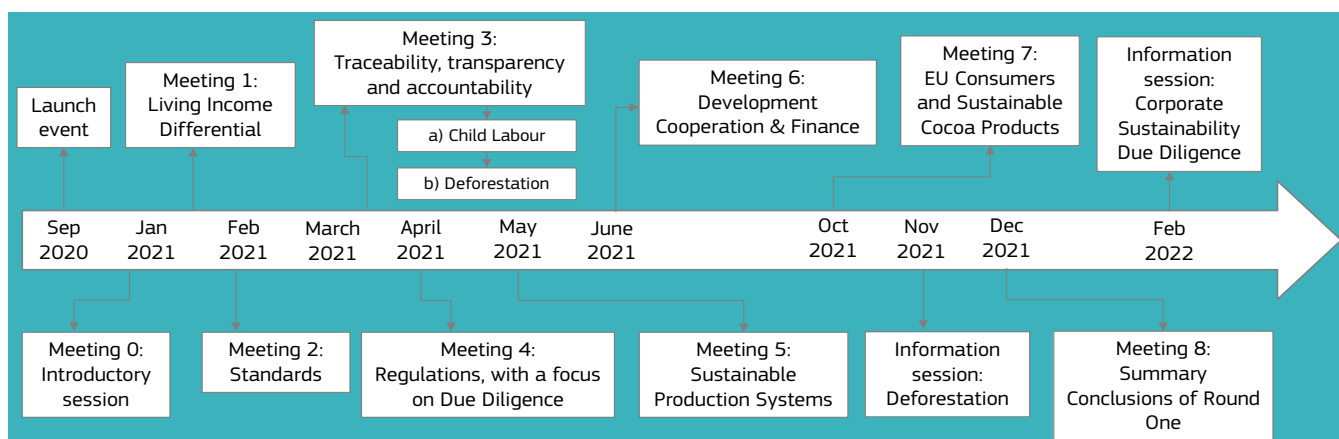 Launch
event
Meeting 1:
Living Income
Differential
Meeting 3:
Traceability, transparency
and accountability
a) Child Labour
b) Deforestation
Meeting 6:
Development
Cooperation & Finance
Meeting 7:
EU Consumers
and Sustainable
Cocoa Products
Information
session:
Corporate
Sustainability
Due Diligence
Sep
2020
Jan
2021
Feb
2021
March
2021
April
2021
May
2021
June
2021
Oct
2021
Nov
2021
Dec
2021
Feb
2022
Meeting 0:
Introductory
session
Meeting 2:
Standards
Meeting 4:
Regulations, with a focus
on Due Diligence
Meeting 5:
Sustainable
Production Systems
Information
session:
Deforestation
Meeting 8:
Summary
Conclusions of Round
One